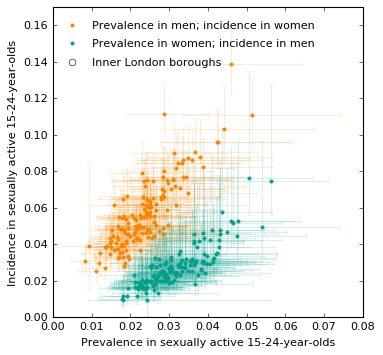 Prevalence in men; incidence in women
Prevalence in women; incidence in men
Inner London boroughs
Incidence in sexually active 15-24-year-olds
0.16
0.14
0.12
0.10
0.08
0.06
0.04
0.02
0.00
0.00 0.01 0.02 0.03 0.04 0.05 0.06 0.07 0.08
Prevalence in sexually active 15-24-year-olds